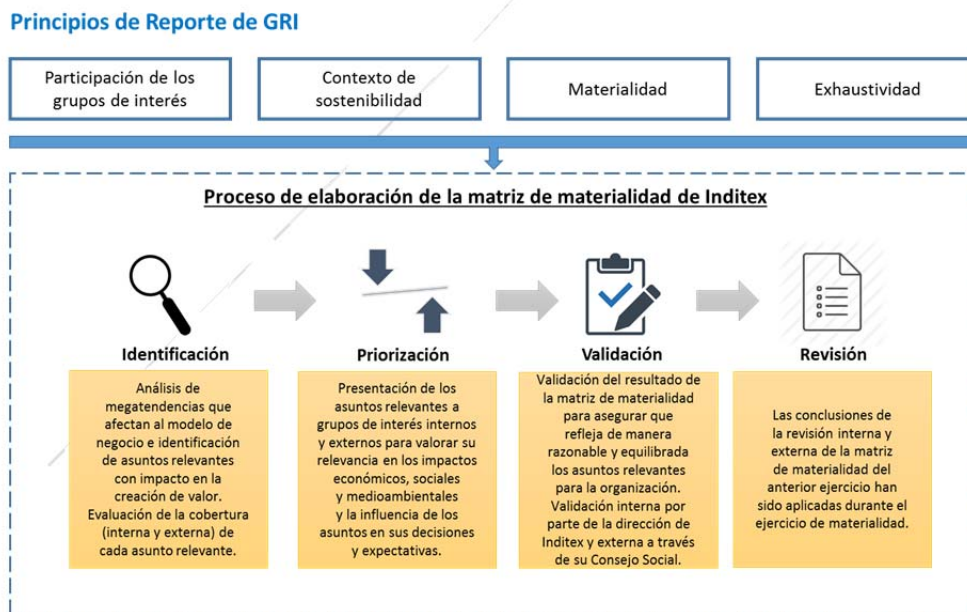 Principios de Reporte de GRI
Participación de los
grupos de interés
Contexto de
sostenibilidad
Materialidad
Exhaustividad
Proceso de elaboración de la matriz de materialidad de Inditex
Identificación
Análisis de
megatendencias que
afectan al modelo de
negocio e identificación
de asuntos relevantes
con impacto en la
creación de valor.
Evaluación de la cobertura
(interna y externa) de
cada asunto relevante.
Priorización
Presentación de los
asuntos relevantes a
grupos de interés internos
y externos para valorar su
relevancia en los impactos
económicos, sociales
y medioambientales
y la influencia de los
asuntos en sus decisiones
y expectativas.
Validación
Validación del resultado de
la matriz de materialidad
para asegurar que
refleja de manera
razonable y equilibrada
los asuntos relevantes
para la organización.
Validación interna por
parte de la dirección de
Inditex y externa a través
de su Consejo Social.
Revisión
Las conclusiones de
la revisión interna y
externa de la matriz
de materialidad del
anterior ejercicio han
sido aplicadas durante el
ejercicio de materialidad.